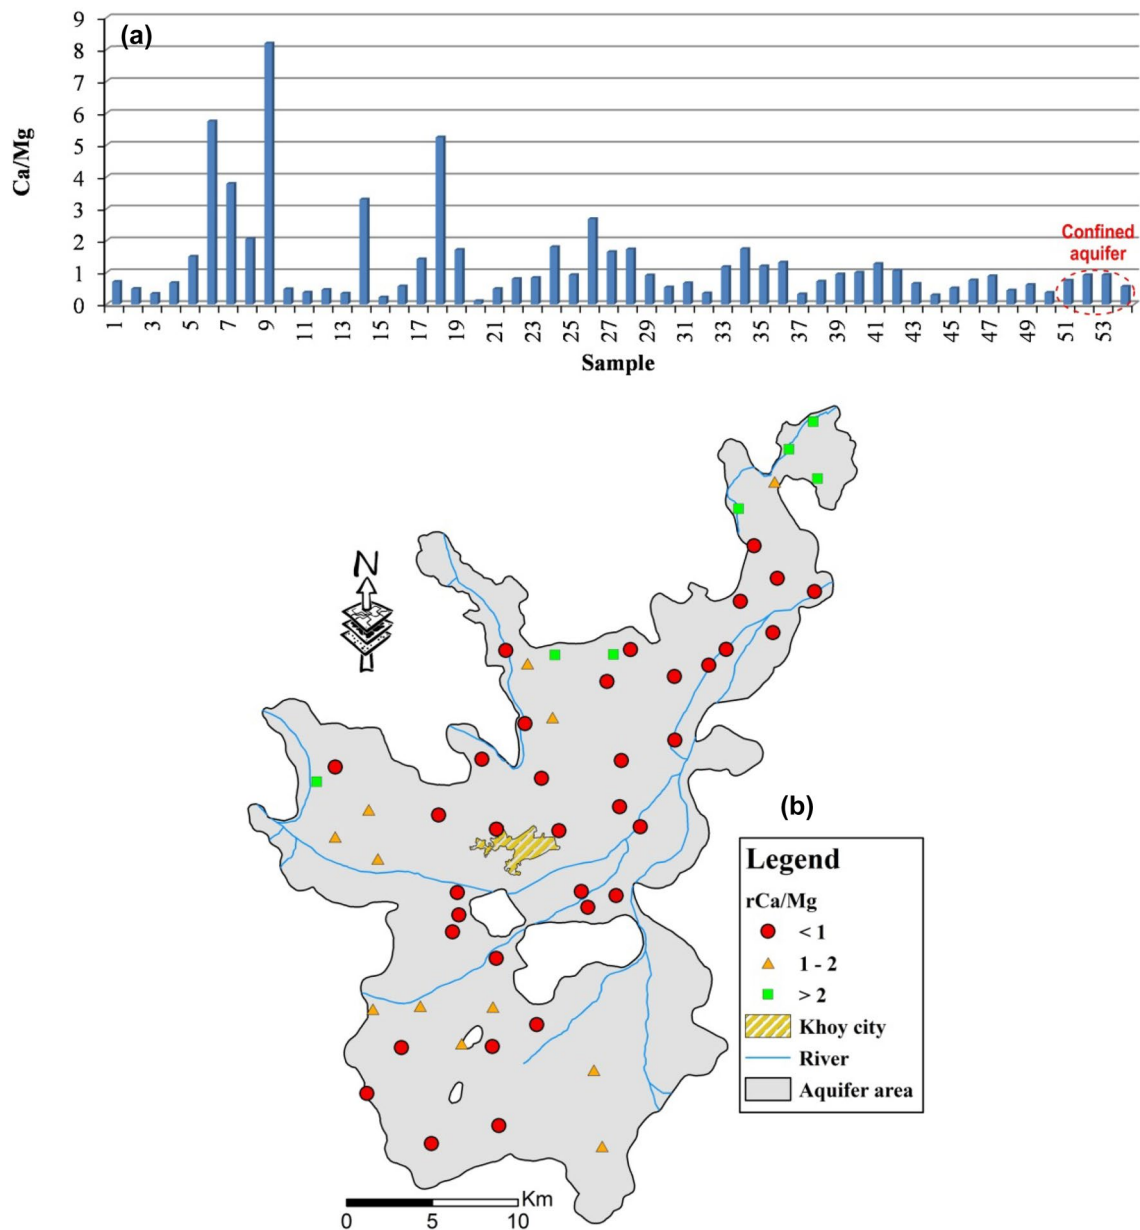 (a)
9
8
7
6
5
4
3
2
1
0
Ca/Mg
Confined
aquifer
1 3 5 7 9 11 13 15 17 19 21 23 25 27 29 31 33 35 37 39 41 43 45 47 49 51 53
Sample
N
(b)
Legend
rCa/Mg
< 1
1 - 2
> 2
Khoy city
River
Aquifer area
Km
0 5 10